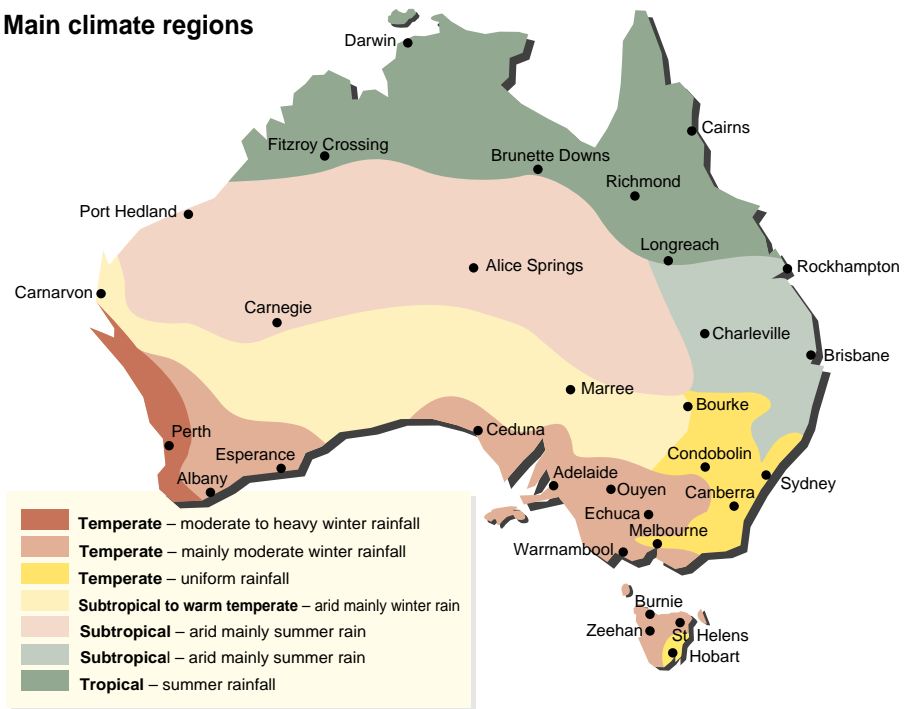 Main climate regions
Darwin
Cairns
Fitzroy Crossing
Brunette Downs
Richmond
Port Hedland
Longreach
Alice Springs
Rockhampton
Carnarvon
Carnegie
Charleville
Brisbane
Marree
Bourke
Perth
Ceduna
Esperance
Condobolin
Albany
Adelaide
Sydney
Ouyen
Canberra
Echuca
Melbourne
Warrnambool
Burnie
Zeehan
St. Helens
Hobart
Temperate – moderate to heavy winter rainfall
Temperate – mainly moderate winter rainfall
Temperate – uniform rainfall
Subtropical to warm temperate – arid mainly winter rain
Subtropical – arid mainly summer rain
Subtropical – arid mainly summer rain
Tropical – summer rainfall